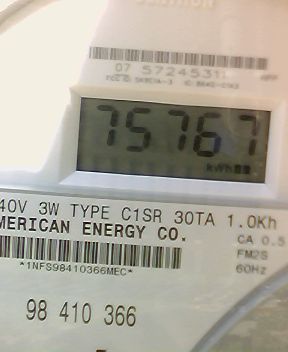 07 5724531
75767
kWh
40V 3W TYPE C1SR 30TA 1.0Kh
MERICAN ENERGY CO.
CA 0.5
FM2S
60Hz
*1NFS98410366MEC*
98 410 366